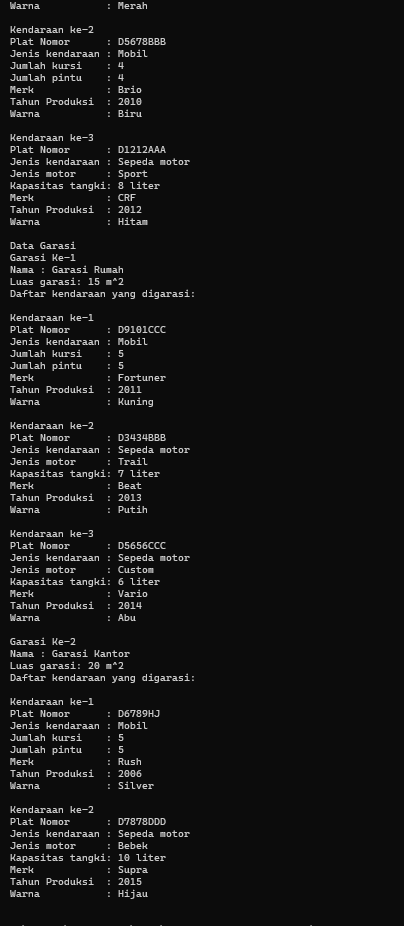 Warna : Merah
Kendaraan ke-2
Plat Nomor : D5678BBB
Jenis kendaraan : Mobil
Jumlah kursi : 4
Jumlah pintu : 4
Merk : Brio
Tahun Produksi : 2010
Warna : Biru
Kendaraan ke-3
Plat Nomor : D1212AAA
Jenis kendaraan : Sepeda motor
Jenis motor : Sport
Kapasitas tangki: 8 liter
Merk : CRF
Tahun Produksi : 2012
Warna : Hitam
Data Garasi
Garasi Ke-1
Nama : Garasi Rumah
Luas garasi: 15 m^2
Daftar kendaraan yang digarasi:
Kendaraan ke-1
Plat Nomor : D9101CCC
Jenis kendaraan : Mobil
Jumlah kursi : 5
Jumlah pintu : 5
Merk : Fortuner
Tahun Produksi : 2011
Warna : Kuning
Kendaraan ke-2
Plat Nomor : D3434BBB
Jenis kendaraan : Sepeda motor
Jenis motor : Trail
Kapasitas tangki: 7 liter
Merk : Beat
Tahun Produksi : 2013
Warna : Putih
Kendaraan ke-3
Plat Nomor : D5656CCC
Jenis kendaraan : Sepeda motor
Jenis motor : Custom
Kapasitas tangki: 6 liter
Merk : Vario
Tahun Produksi : 2014
Warna : Abu
Garasi Ke-2
Nama : Garasi Kantor
Luas garasi: 20 m^2
Daftar kendaraan yang digarasi:
Kendaraan ke-1
Plat Nomor : D6789HJ
Jenis kendaraan : Mobil
Jumlah kursi : 5
Jumlah pintu : 5
Merk : Rush
Tahun Produksi : 2006
Warna : Silver
Kendaraan ke-2
Plat Nomor : D7878DDD
Jenis kendaraan : Sepeda motor
Jenis motor : Bebek
Kapasitas tangki: 10 liter
Merk : Supra
Tahun Produksi : 2015
Warna : Hijau